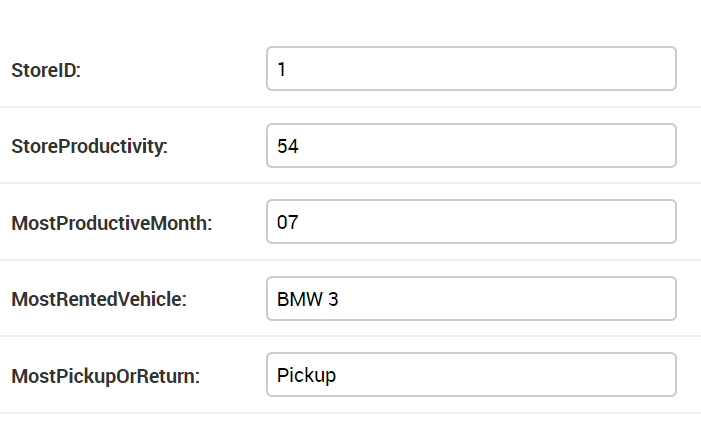 StoreID: 1
StoreProductivity: 54
MostProductiveMonth: 07
MostRentedVehicle: BMW 3
MostPickupOrReturn: Pickup